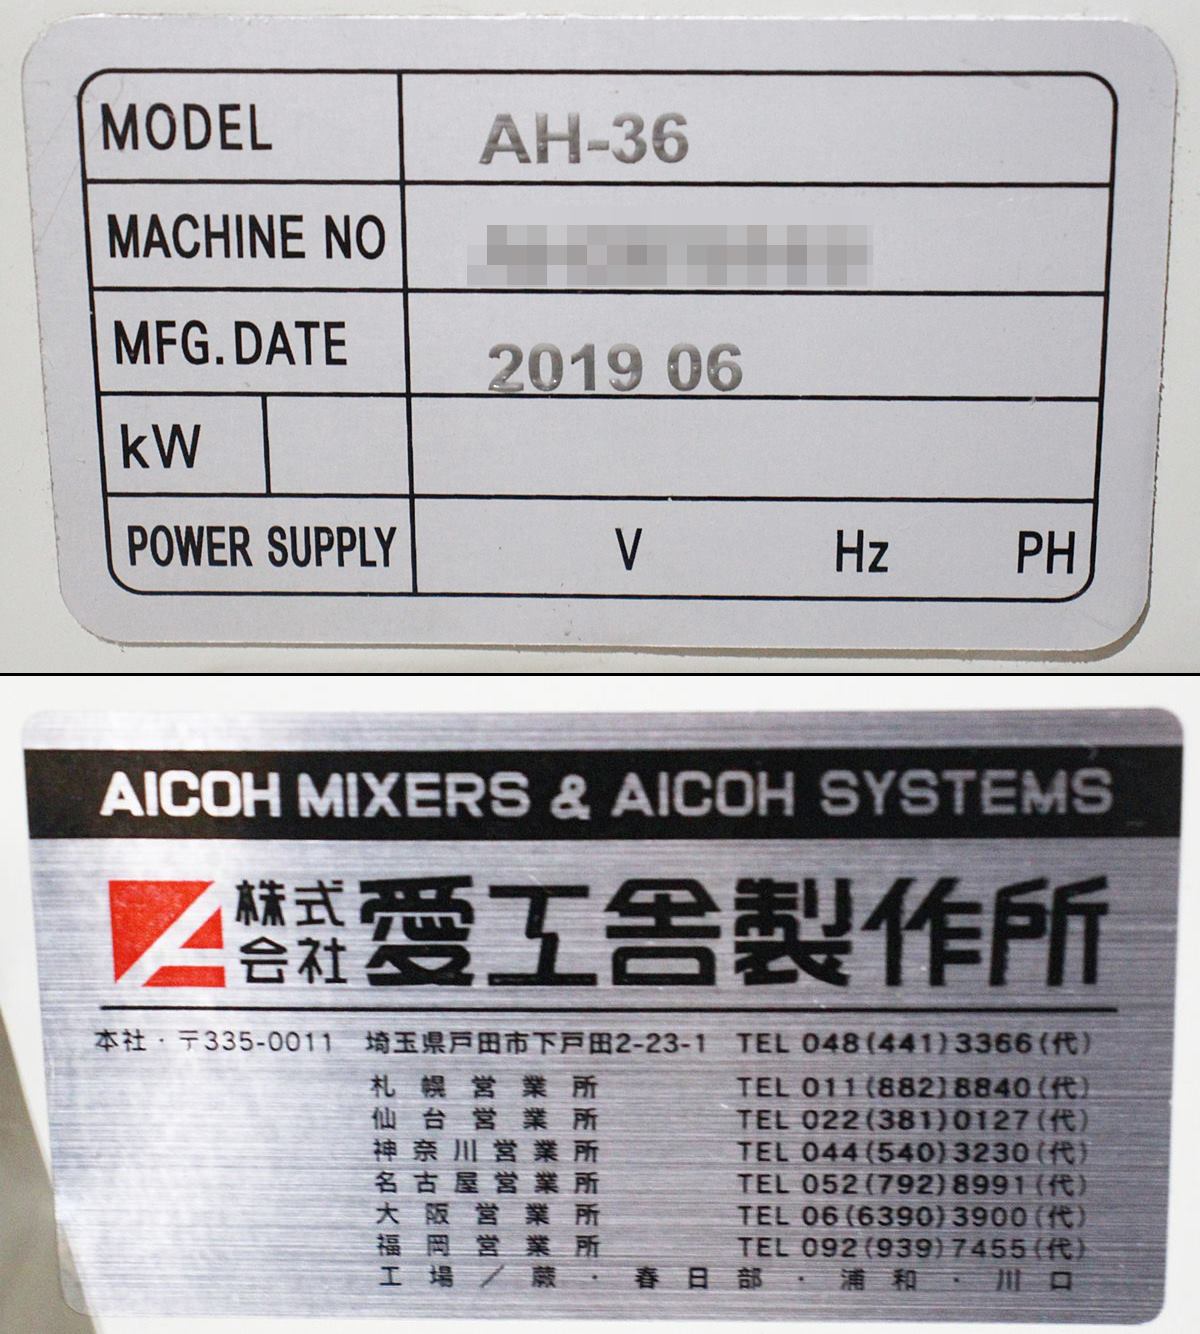 MODEL AH-36
MACHINE NO
MFG.DATE 2019 06
kW
POWER SUPPLY V Hz PH
AICOH MIXERS & AICOH SYSTEMS
株式会社 愛工舎製作所
本社・〒335-0011 埼玉県戸田市下戸田2-23-1 TEL 048(441)3366(代)
札幌営業所 TEL 011(882)8840(代)
仙台営業所 TEL 022(381)0127(代)
神奈川営業所 TEL 044(540)3230(代)
名古屋営業所 TEL 052(792)8991(代)
大阪営業所 TEL 06(6390)3900(代)
福岡営業所 TEL 092(939)7455(代)
工場／蕨・春日部・浦和・川口